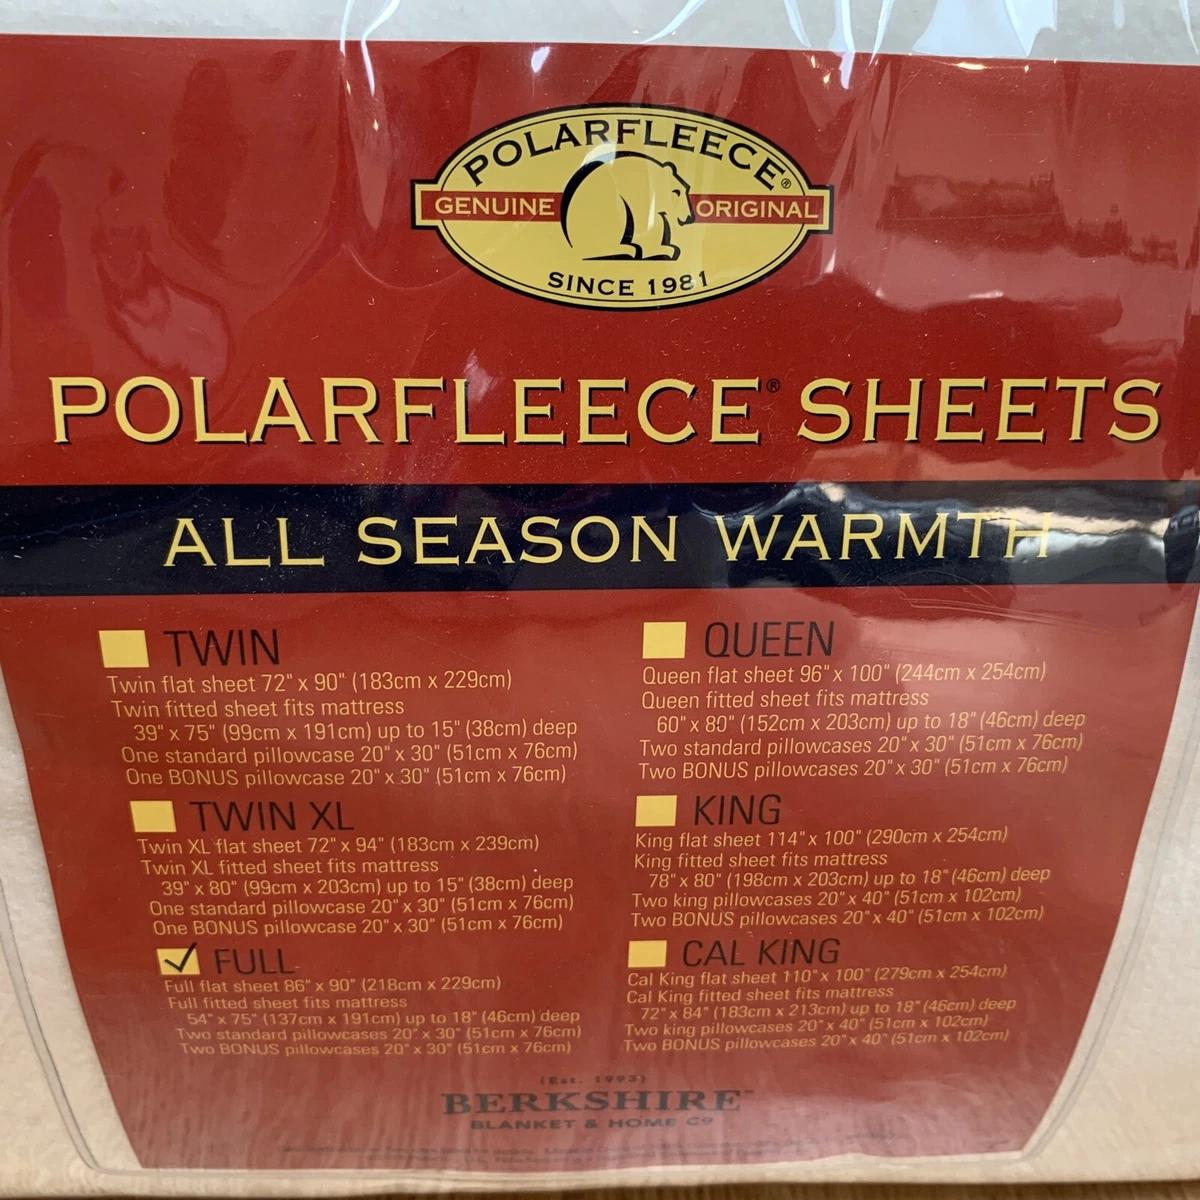 POLARFLEECE®
GENUINE ORIGINAL
SINCE 1981
POLARFLEECE® SHEETS
ALL SEASON WARMTH
TWIN
Twin flat sheet 72" x 90" (183cm x 229cm)
Twin fitted sheet fits mattress
39" x 75" (99cm x 191cm) up to 15" (38cm) deep
One standard pillowcase 20" x 30" (51cm x 76cm)
One BONUS pillowcase 20" x 30" (51cm x 76cm)
TWIN XL
Twin XL flat sheet 72" x 94" (183cm x 239cm)
Twin XL fitted sheet fits mattress
39" x 80" (99cm x 203cm) up to 15" (38cm) deep
One standard pillowcase 20" x 30" (51cm x 76cm)
One BONUS pillowcase 20" x 30" (51cm x 76cm)
FULL
Full flat sheet 86" x 90" (218cm x 229cm)
Full fitted sheet fits mattress
54" x 75" (137cm x 191cm) up to 18" (46cm) deep
Two standard pillowcases 20" x 30" (51cm x 76cm)
Two BONUS pillowcases 20" x 30" (51cm x 76cm)
QUEEN
Queen flat sheet 96" x 100" (244cm x 254cm)
Queen fitted sheet fits mattress
60" x 80" (152cm x 203cm) up to 18" (46cm) deep
Two standard pillowcases 20" x 30" (51cm x 76cm)
Two BONUS pillowcases 20" x 30" (51cm x 76cm)
KING
King flat sheet 114" x 100" (290cm x 254cm)
King fitted sheet fits mattress
78" x 80" (198cm x 203cm) up to 18" (46cm) deep
Two king pillowcases 20" x 40" (51cm x 102cm)
Two BONUS pillowcases 20" x 40" (51cm x 102cm)
CAL KING
Cal King flat sheet 110" x 100" (279cm x 254cm)
Cal King fitted sheet fits mattress
72" x 84" (183cm x 213cm) up to 18" (46cm) deep
Two king pillowcases 20" x 40" (51cm x 102cm)
Two BONUS pillowcases 20" x 40" (51cm x 102cm)
(Est. 1993)
BERKSHIRE™
BLANKET & HOME CO